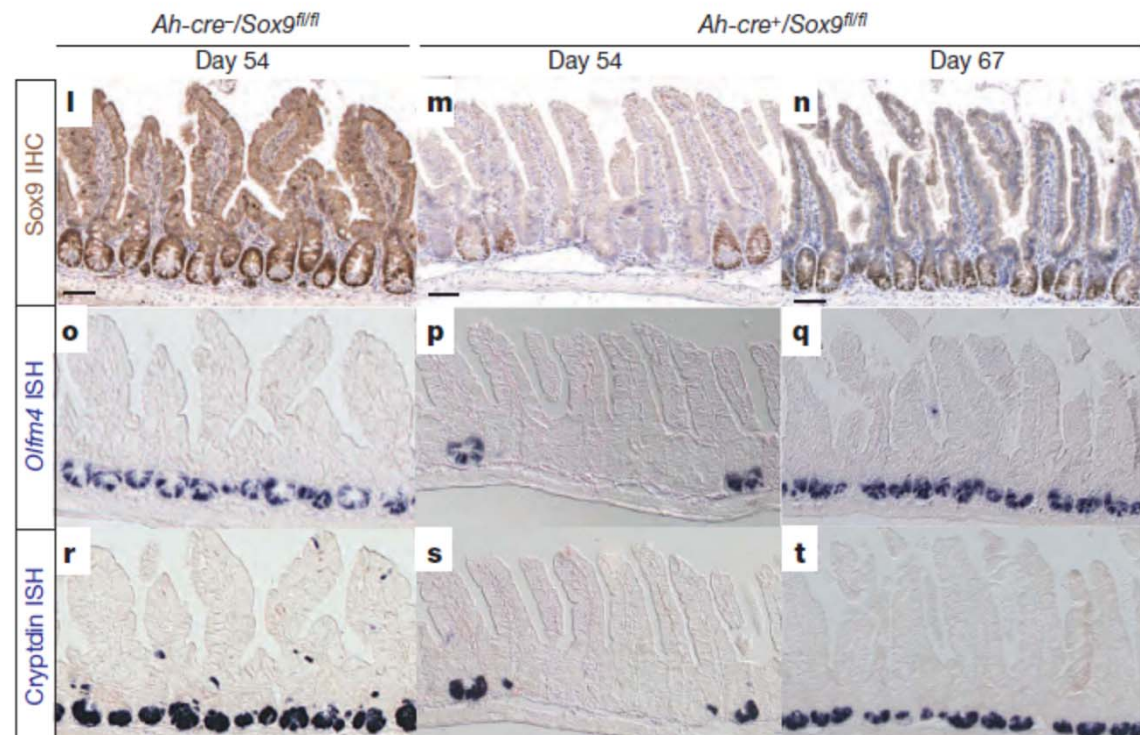 Ah-cre⁻/Sox9fl/fl
Ah-cre⁺/Sox9fl/fl
Day 54
Day 54
Day 67
Sox9 IHC
l
m
n
Olfm4 ISH
o
p
q
Cryptdin ISH
r
s
t